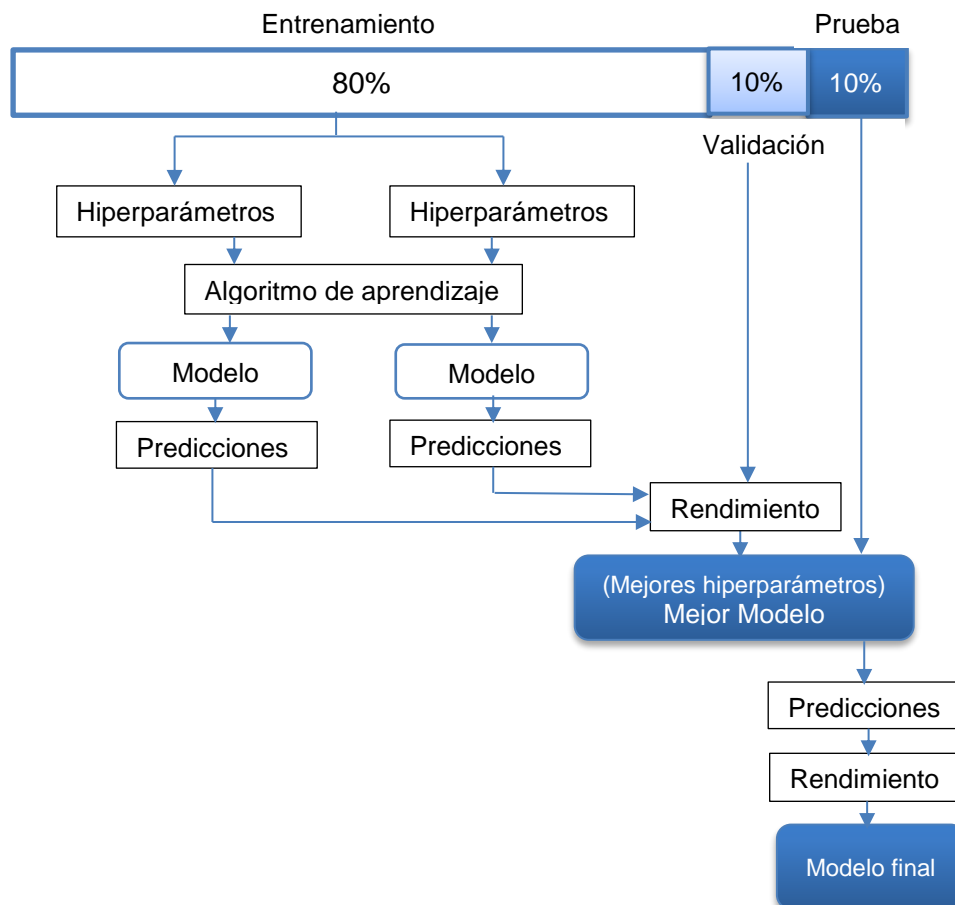 Entrenamiento
Prueba
80%
10%
10%
Validación
Hiperparámetros
Hiperparámetros
Algoritmo de aprendizaje
Modelo
Modelo
Predicciones
Predicciones
Rendimiento
(Mejores hiperparámetros)
Mejor Modelo
Predicciones
Rendimiento
Modelo final